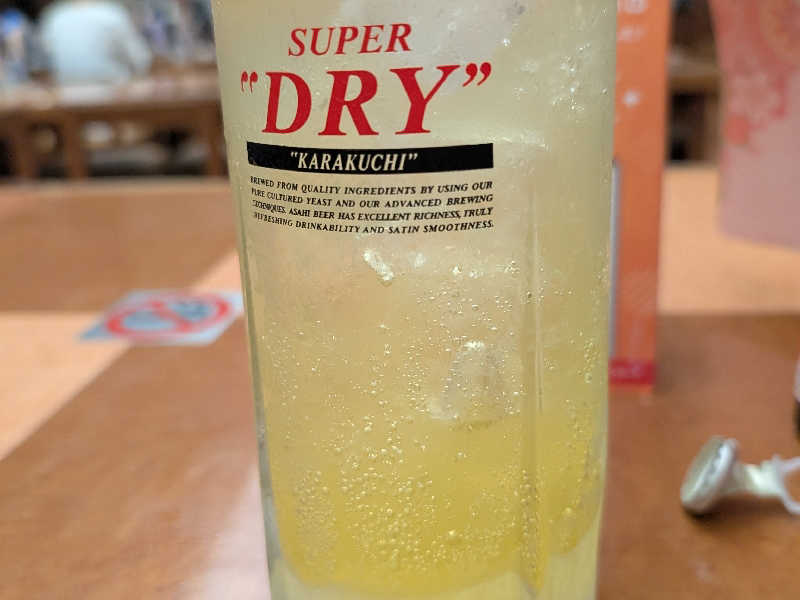 SUPER
"DRY"
"KARAKUCHI"
BREWED FROM QUALITY INGREDIENTS BY USING OUR
PURE CULTURED YEAST AND OUR ADVANCED BREWING
TECHNIQUES. ASAHI BEER HAS EXCELLENT RICHNESS, TRULY
REFRESHING DRINKABILITY AND SATIN SMOOTHNESS.